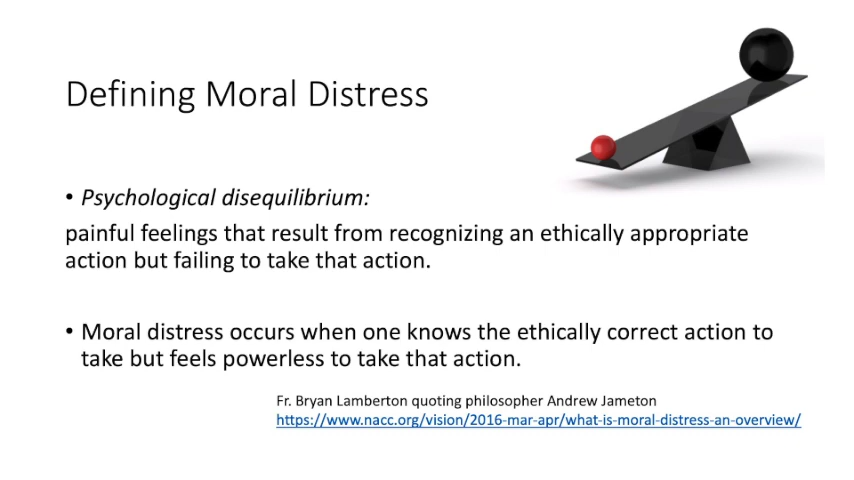 Defining Moral Distress
• Psychological disequilibrium:
painful feelings that result from recognizing an ethically appropriate
action but failing to take that action.
• Moral distress occurs when one knows the ethically correct action to
take but feels powerless to take that action.
Fr. Bryan Lamberton quoting philosopher Andrew Jameton
https://www.nacc.org/vision/2016-mar-apr/what-is-moral-distress-an-overview/